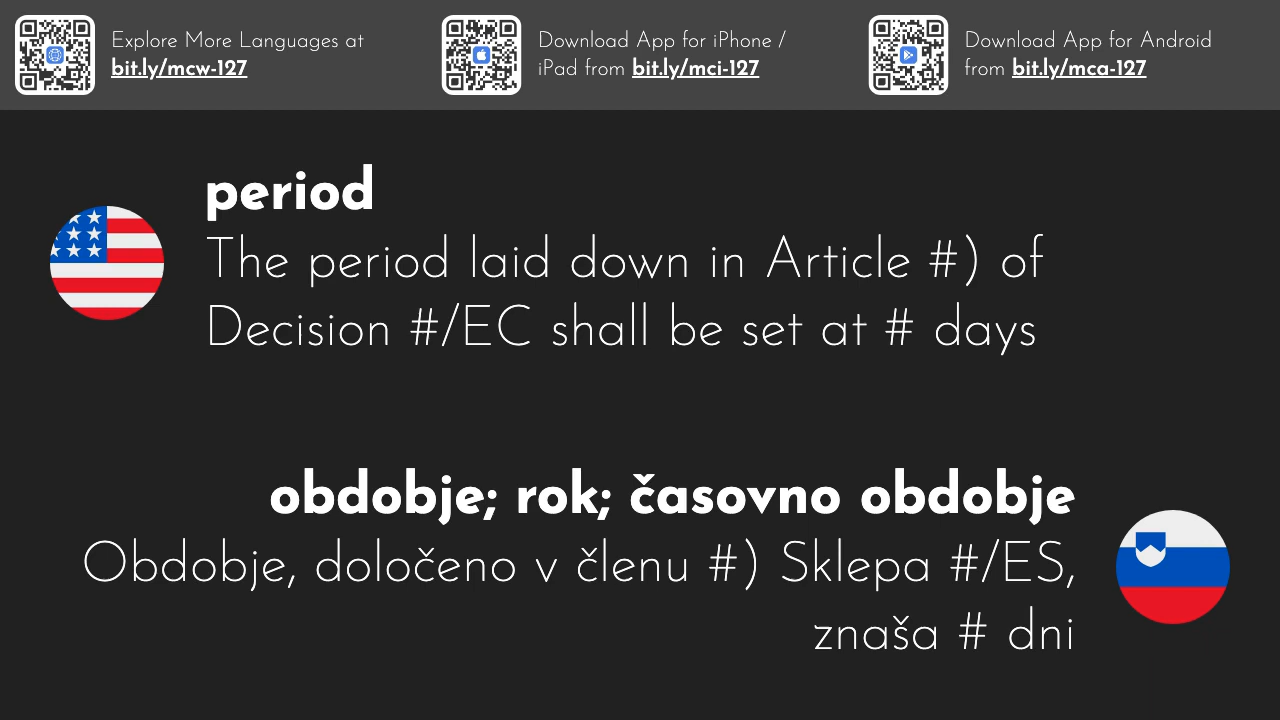 Explore More Languages at
bit.ly/mcw-127
Download App for iPhone /
iPad from bit.ly/mci-127
Download App for Android
from bit.ly/mca-127
period
The period laid down in Article #) of
Decision #/EC shall be set at # days
obdobje; rok; časovno obdobje
Obdobje, določeno v členu #) Sklepa #/ES,
znaša # dni